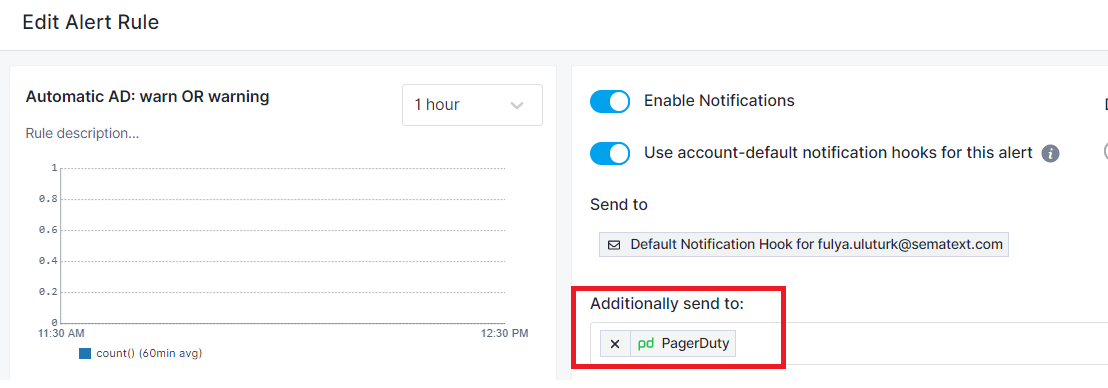 Edit Alert Rule
Automatic AD: warn OR warning
1 hour
Rule description...
1
0.8
0.6
0.4
0.2
0
11:30 AM
12:30 PM
count() (60min avg)
Enable Notifications
Use account-default notification hooks for this alert
Send to
Default Notification Hook for fulya.uluturk@sematext.com
Additionally send to:
pd PagerDuty